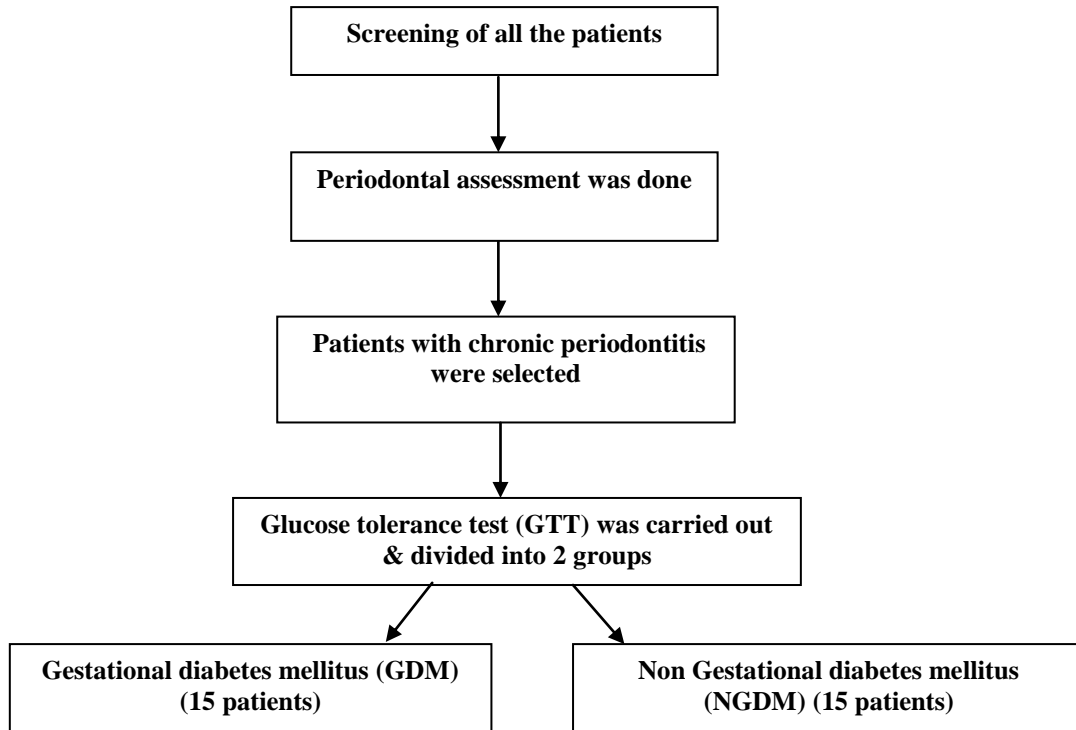 Screening of all the patients
Periodontal assessment was done
Patients with chronic periodontitis
were selected
Glucose tolerance test (GTT) was carried out
& divided into 2 groups
Gestational diabetes mellitus (GDM)
(15 patients)
Non Gestational diabetes mellitus
(NGDM) (15 patients)